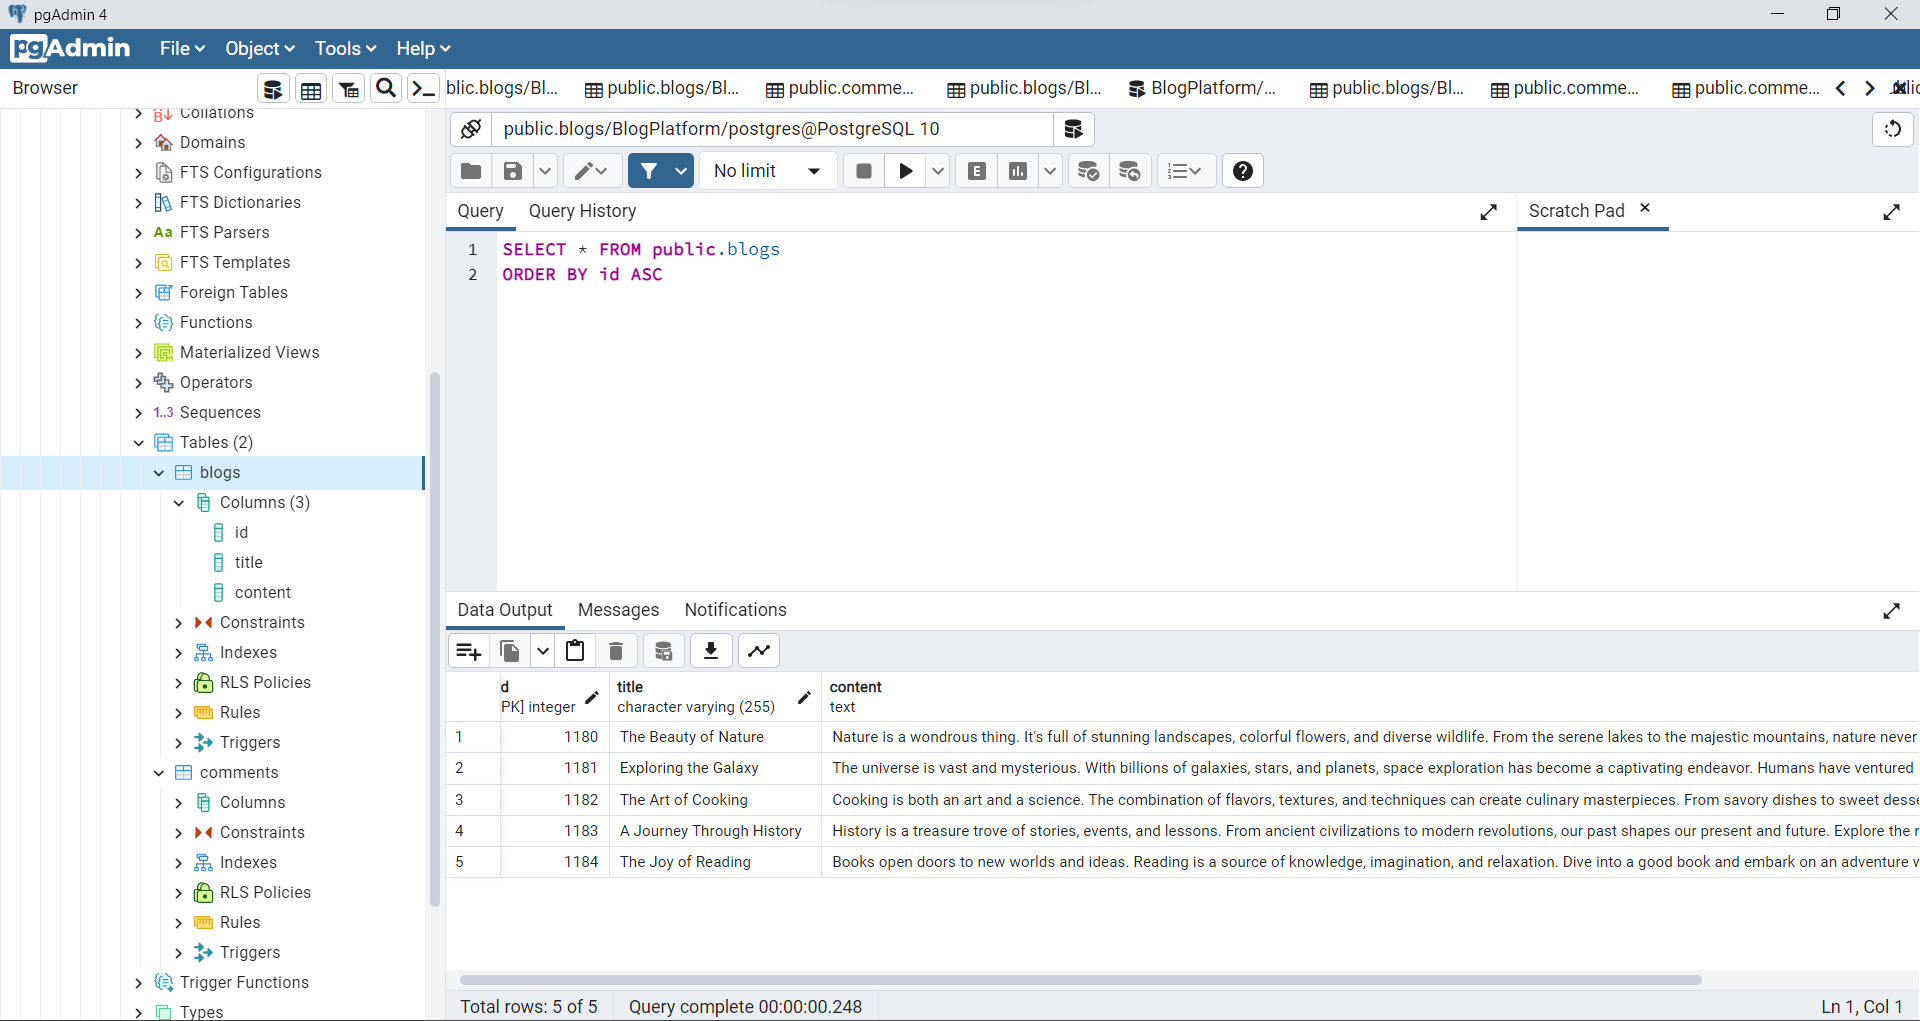 pgAdmin 4
pgAdmin File Object Tools Help
Browser
blic.blogs/Bl... public.blogs/Bl... public.comme... public.blogs/Bl... BlogPlatform/... public.blogs/Bl... public.comme... public.comme...
public.blogs/BlogPlatform/postgres@PostgreSQL 10
No limit
Query Query History
Scratch Pad
1 SELECT * FROM public.blogs
2 ORDER BY id ASC
Collations
Domains
FTS Configurations
FTS Dictionaries
Aa FTS Parsers
FTS Templates
Foreign Tables
Functions
Materialized Views
Operators
1..3 Sequences
Tables (2)
blogs
Columns (3)
id
title
content
Constraints
Indexes
RLS Policies
Rules
Triggers
comments
Columns
Constraints
Indexes
RLS Policies
Rules
Triggers
Trigger Functions
Types
Data Output Messages Notifications
d title content
PK] integer character varying (255) text
1 1180 The Beauty of Nature Nature is a wondrous thing. It's full of stunning landscapes, colorful flowers, and diverse wildlife. From the serene lakes to the majestic mountains, nature never
2 1181 Exploring the Galaxy The universe is vast and mysterious. With billions of galaxies, stars, and planets, space exploration has become a captivating endeavor. Humans have ventured
3 1182 The Art of Cooking Cooking is both an art and a science. The combination of flavors, textures, and techniques can create culinary masterpieces. From savory dishes to sweet desse
4 1183 A Journey Through History History is a treasure trove of stories, events, and lessons. From ancient civilizations to modern revolutions, our past shapes our present and future. Explore the r
5 1184 The Joy of Reading Books open doors to new worlds and ideas. Reading is a source of knowledge, imagination, and relaxation. Dive into a good book and embark on an adventure w
Total rows: 5 of 5 Query complete 00:00:00.248 Ln 1, Col 1